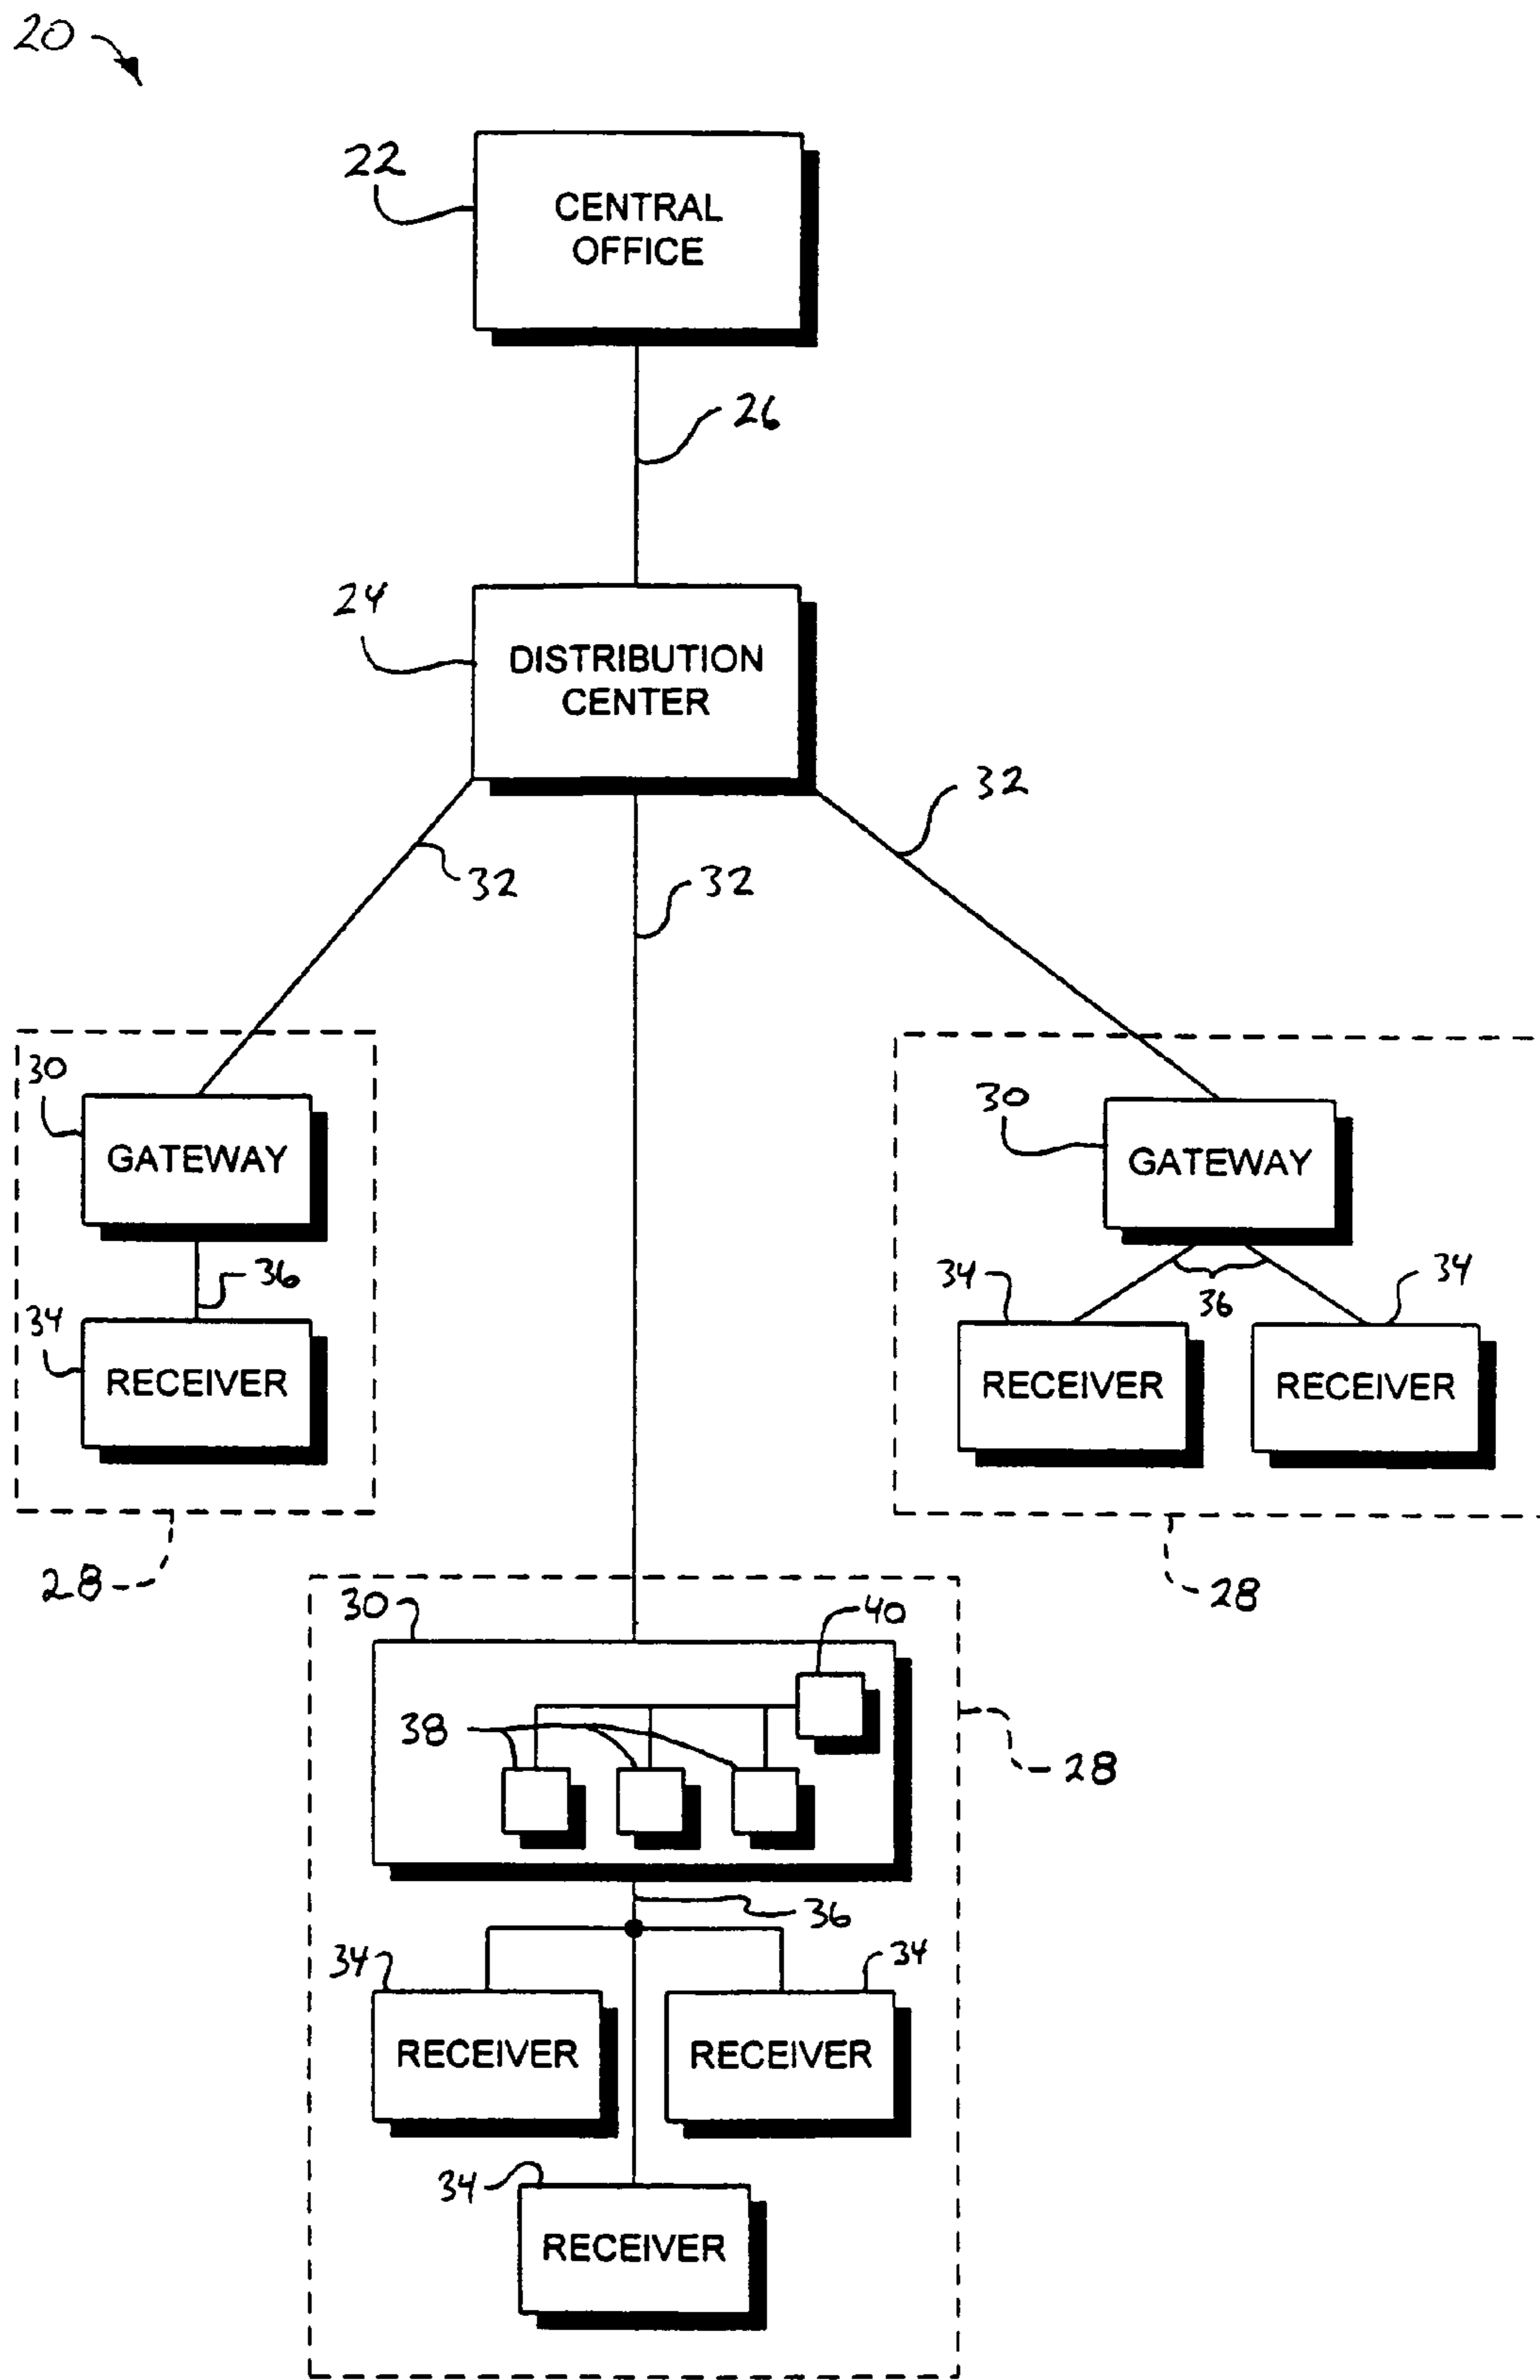 20
22
CENTRAL
OFFICE
26
24
DISTRIBUTION
CENTER
32
32
32
30
GATEWAY
36
34
RECEIVER
28
30
GATEWAY
34
36
34
RECEIVER
RECEIVER
28
30
40
38
28
36
34
34
RECEIVER
RECEIVER
34
RECEIVER